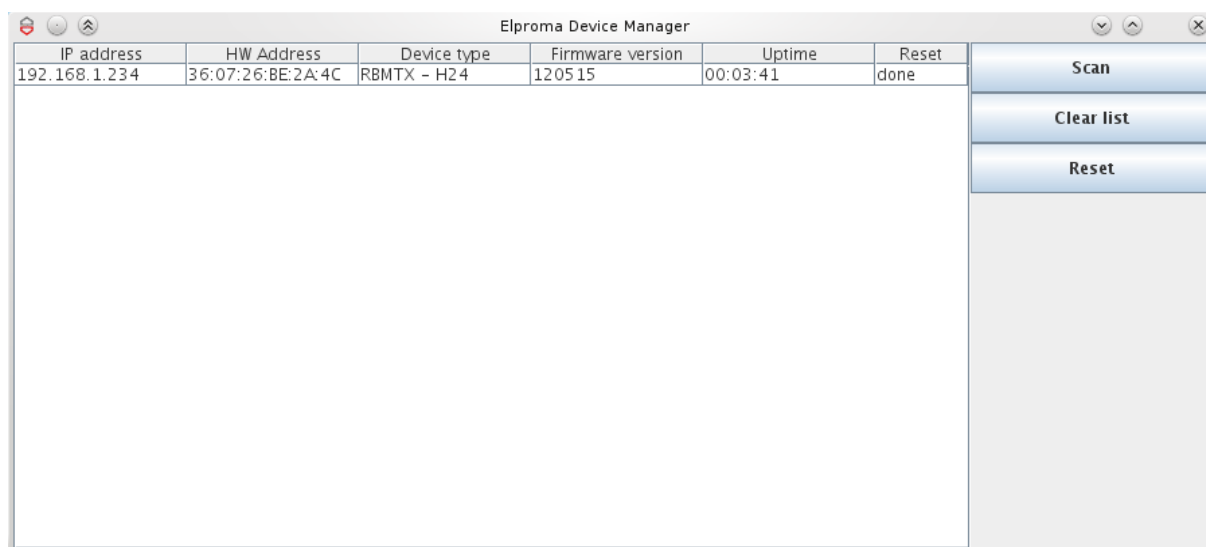 Elproma Device Manager
IP address HW Address Device type Firmware version Uptime Reset
192.168.1.234 36:07:26:BE:2A:4C RBMTX - H24 120515 00:03:41 done
Scan
Clear list
Reset